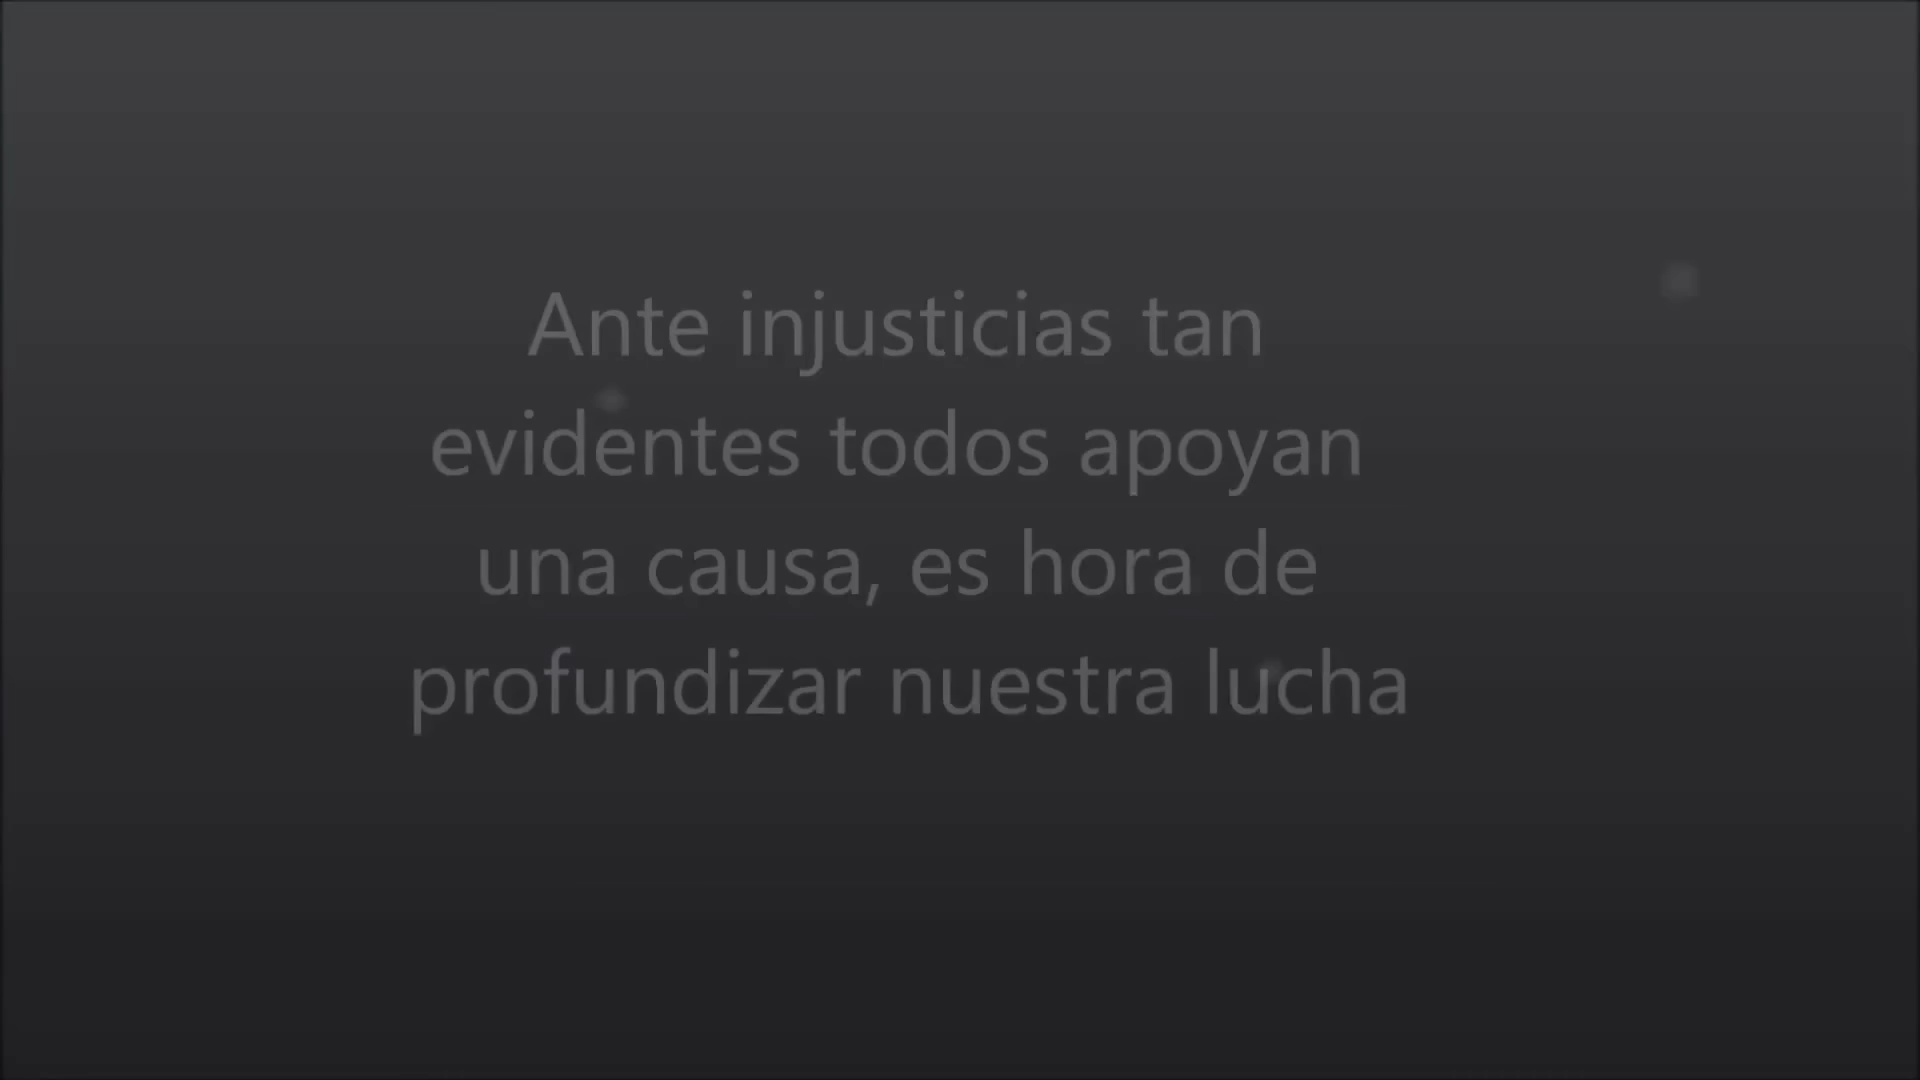 Ante injusticias tan
evidentes todos apoyan
una causa, es hora de
profundizar nuestra lucha